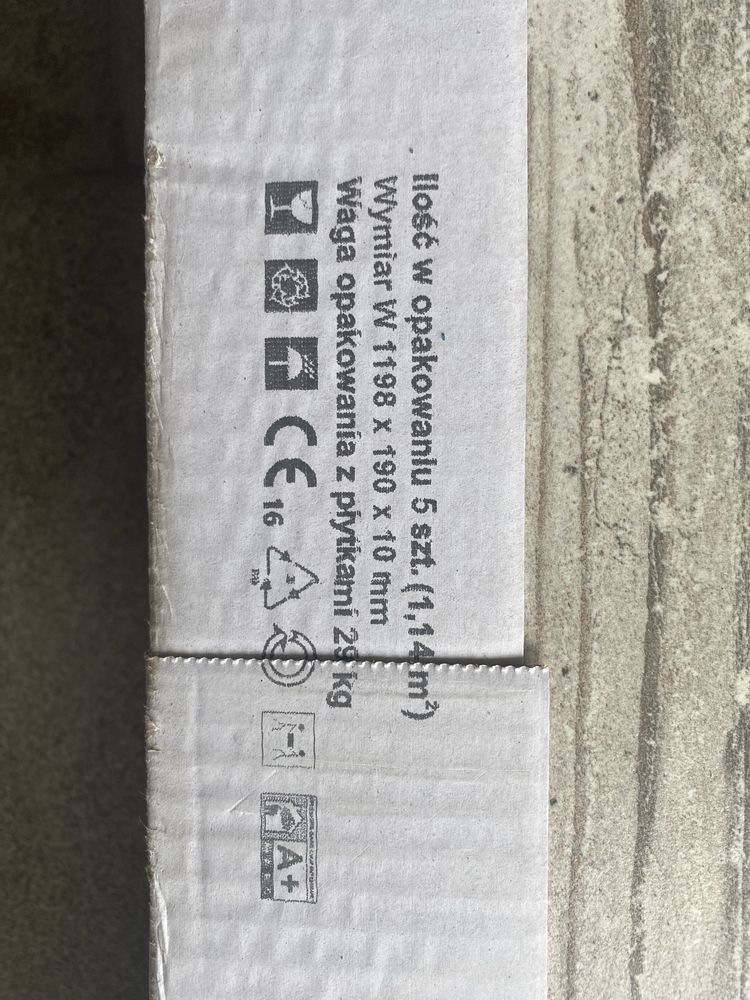 Ilość w opakowaniu 5 szt. (1,14 m²)
Wymiar W 1198 x 190 x 10 mm
Waga opakowania z płytkami 29 kg
CE 16
A+